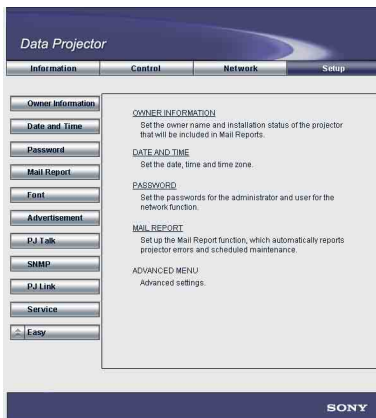 Data Projector
Information Control Network Setup
Owner Information
Date and Time
Password
Mail Report
Font
Advertisement
PJ Talk
SNMP
PJ Link
Service
Easy
OWNER INFORMATION
Set the owner name and installation status of the projector
that will be included in Mail Reports.
DATE AND TIME
Set the date, time and time zone.
PASSWORD
Set the passwords for the administrator and user for the
network function.
MAIL REPORT
Set up the Mail Report function, which automatically reports
projector errors and scheduled maintenance.
ADVANCED MENU
Advanced settings.
SONY